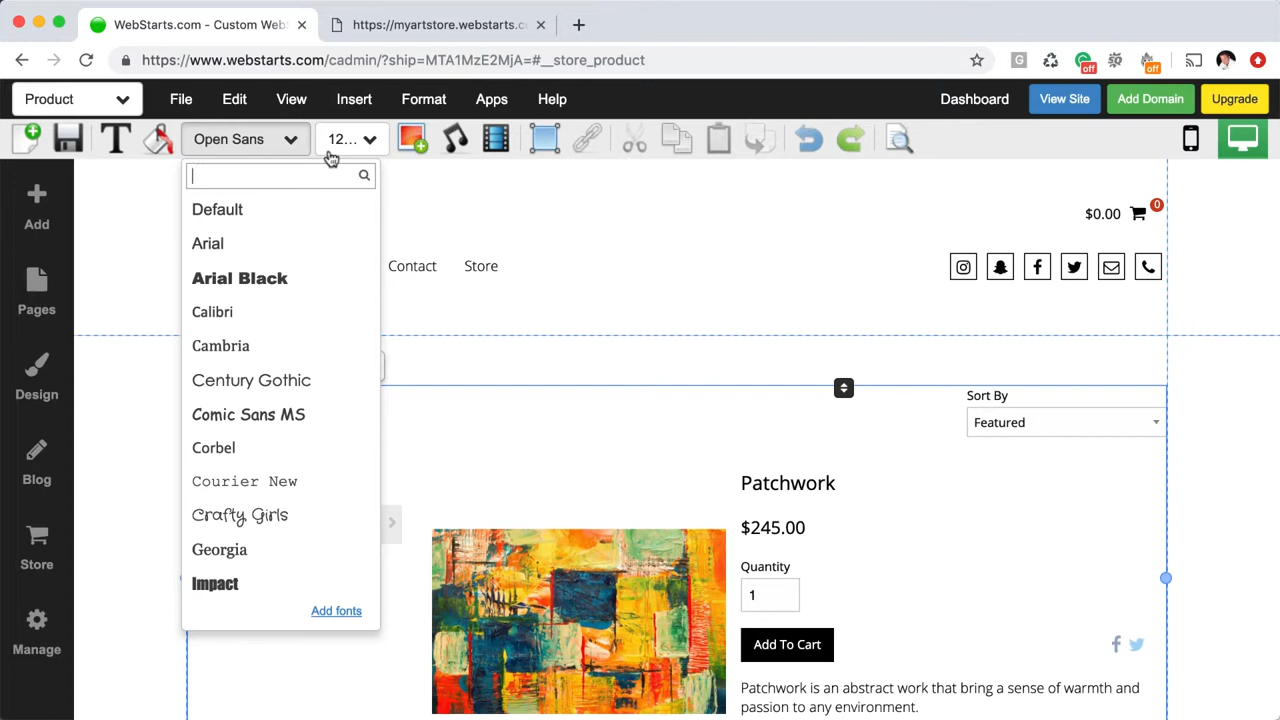 WebStarts.com - Custom Web
https://myartstore.webstarts.c
https://www.webstarts.com/cadmin/?ship=MTA1MzE2MjA=#__store_product
G
off
off
Product
File
Edit
View
Insert
Format
Apps
Help
Dashboard
View Site
Add Domain
Upgrade
T
Open Sans
12...
Add
Pages
Design
Blog
Store
Manage
Default
Arial
Arial Black
Calibri
Cambria
Century Gothic
Comic Sans MS
Corbel
Courier New
Crafty Girls
Georgia
Impact
Add fonts
$0.00
0
Contact
Store
Sort By
Featured
Patchwork
$245.00
Quantity
1
Add To Cart
Patchwork is an abstract work that bring a sense of warmth and
passion to any environment.